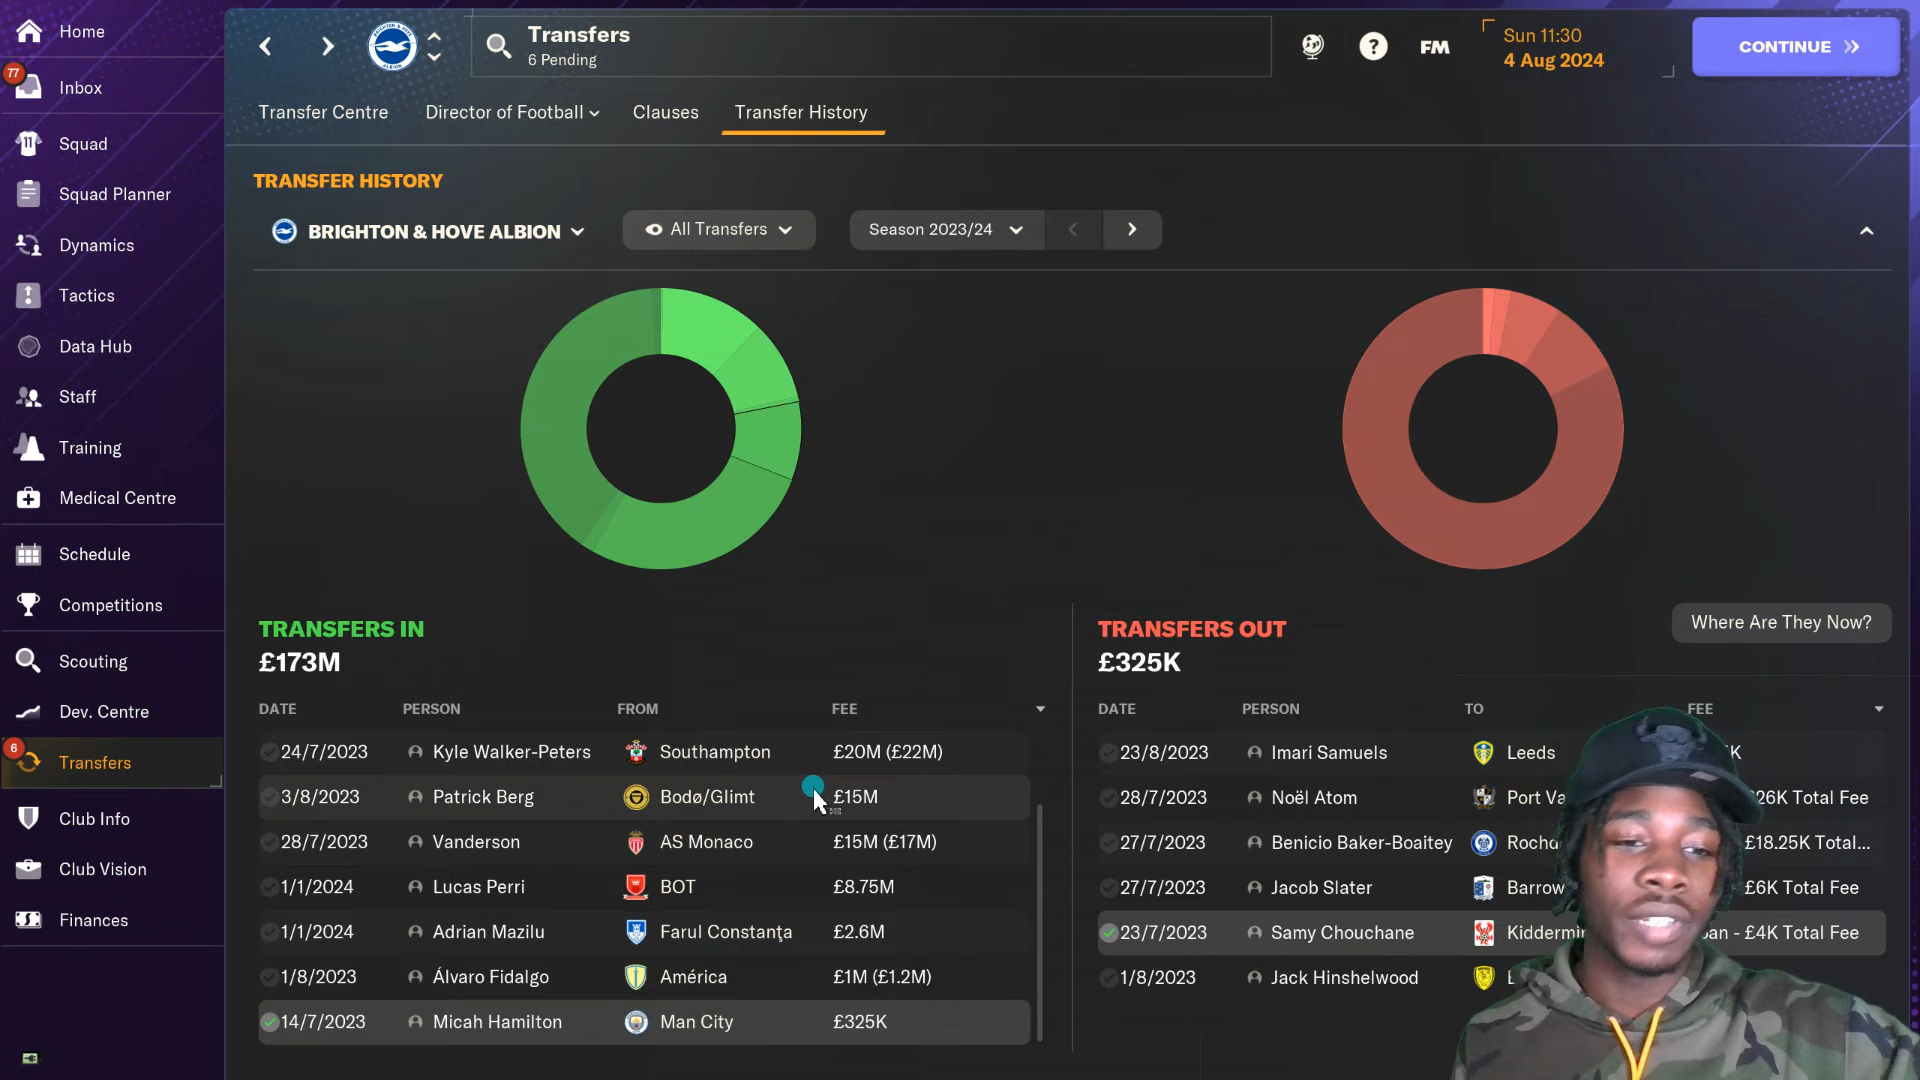 Home
77
Inbox
Squad
Squad Planner
Dynamics
Tactics
Data Hub
Staff
Training
Medical Centre
Schedule
Competitions
Scouting
Dev. Centre
6
Transfers
Club Info
Club Vision
Finances
Transfers
6 Pending
?
FM
Sun 11:30
4 Aug 2024
CONTINUE
Transfer Centre
Director of Football
Clauses
Transfer History
TRANSFER HISTORY
BRIGHTON & HOVE ALBION
All Transfers
Season 2023/24
TRANSFERS IN
£173M
DATE PERSON FROM FEE
24/7/2023 Kyle Walker-Peters Southampton £20M (£22M)
3/8/2023 Patrick Berg Bodø/Glimt £15M
28/7/2023 Vanderson AS Monaco £15M (£17M)
1/1/2024 Lucas Perri BOT £8.75M
1/1/2024 Adrian Mazilu Farul Constanţa £2.6M
1/8/2023 Álvaro Fidalgo América £1M (£1.2M)
14/7/2023 Micah Hamilton Man City £325K
TRANSFERS OUT
£325K
Where Are They Now?
DATE PERSON TO FEE
23/8/2023 Imari Samuels Leeds
28/7/2023 Noël Atom Port £26K Total Fee
27/7/2023 Benicio Baker-Boaitey £18.25K Total...
27/7/2023 Jacob Slater Barrow £6K Total Fee
23/7/2023 Samy Chouchane - £4K Total Fee
1/8/2023 Jack Hinshelwood